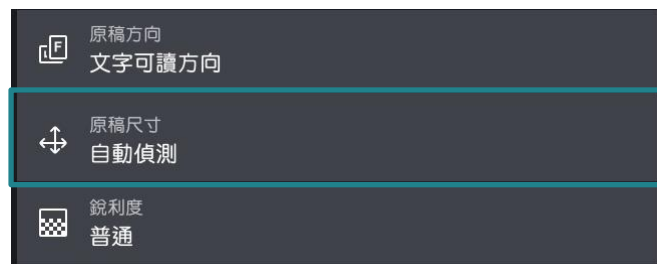 原稿方向
文字可讀方向
原稿尺寸
自動偵測
銳利度
普通